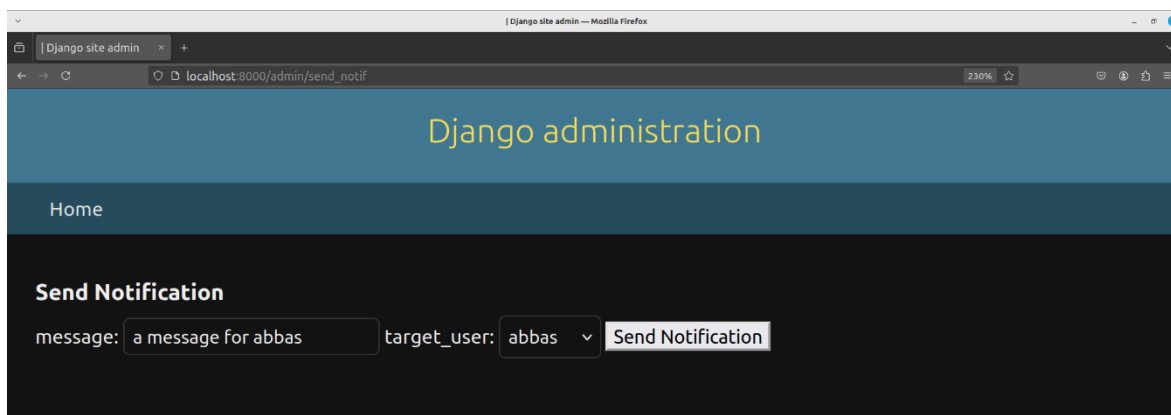 | Django site admin — Mozilla Firefox
| Django site admin × +
localhost:8000/admin/send_notif 230%
Django administration
Home
Send Notification
message: a message for abbas target_user: abbas Send Notification